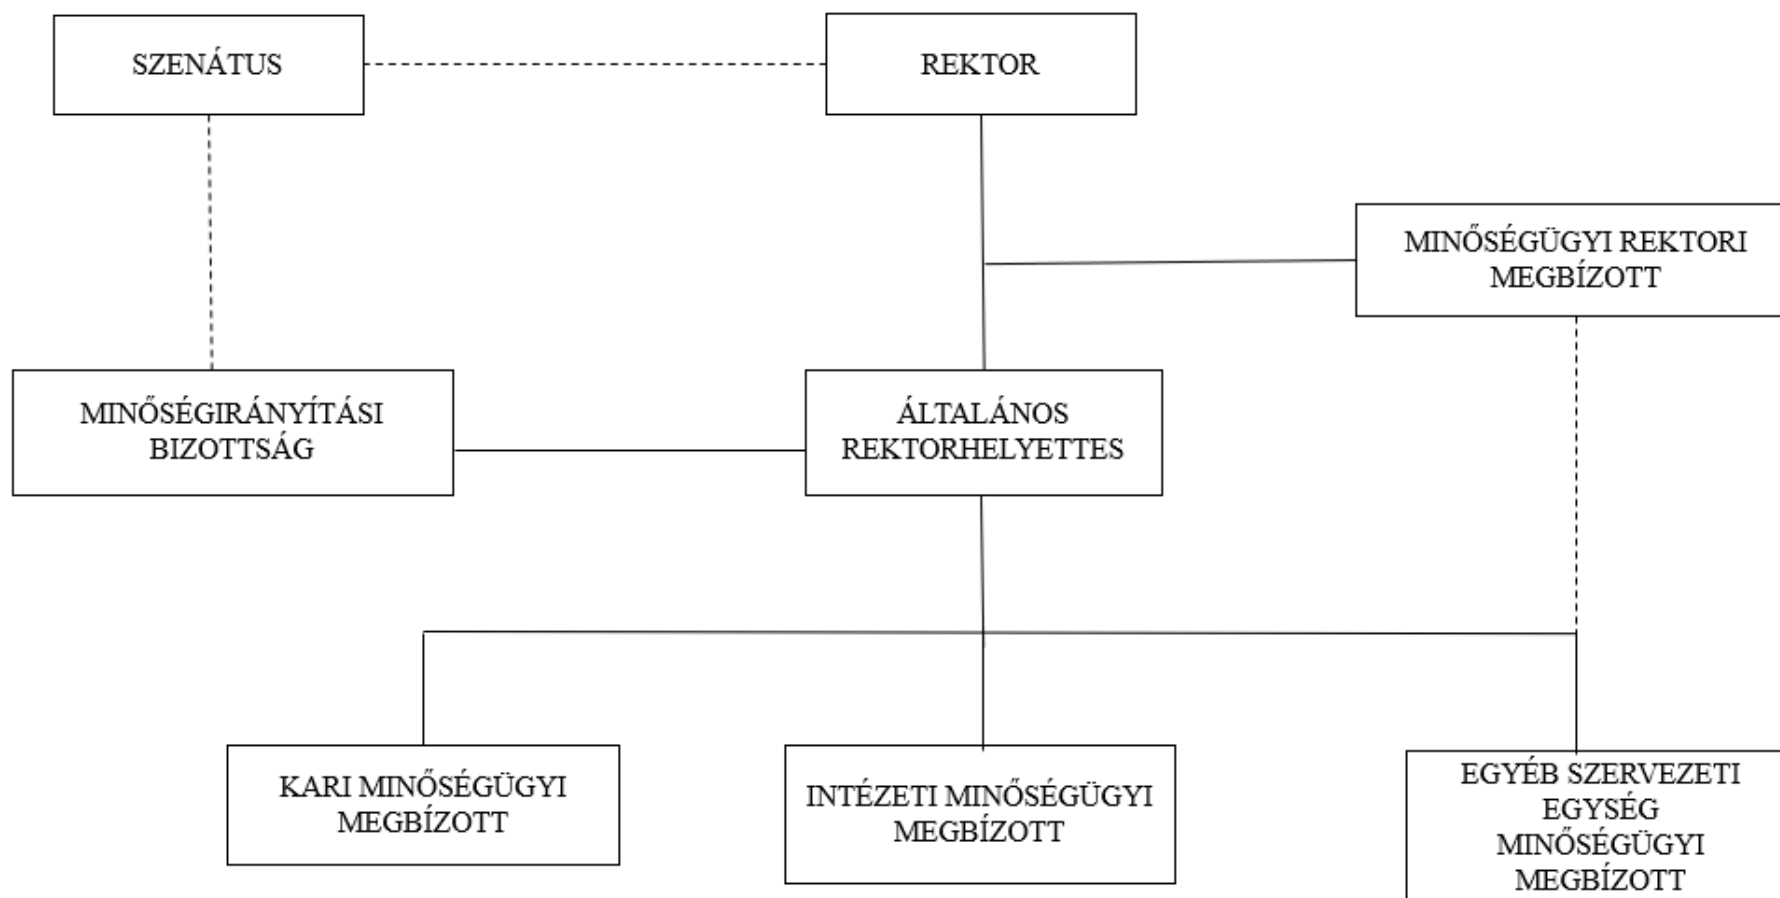 SZENÁTUS
REKTOR
MINŐSÉGÜGYI REKTORI
MEGBÍZOTT
MINŐSÉGIRÁNYÍTÁSI
BIZOTTSÁG
ÁLTALÁNOS
REKTORHELYETTES
KARI MINŐSÉGÜGYI
MEGBÍZOTT
INTÉZETI MINŐSÉGÜGYI
MEGBÍZOTT
EGYÉB SZERVEZETI
EGYSÉG
MINŐSÉGÜGYI
MEGBÍZOTT